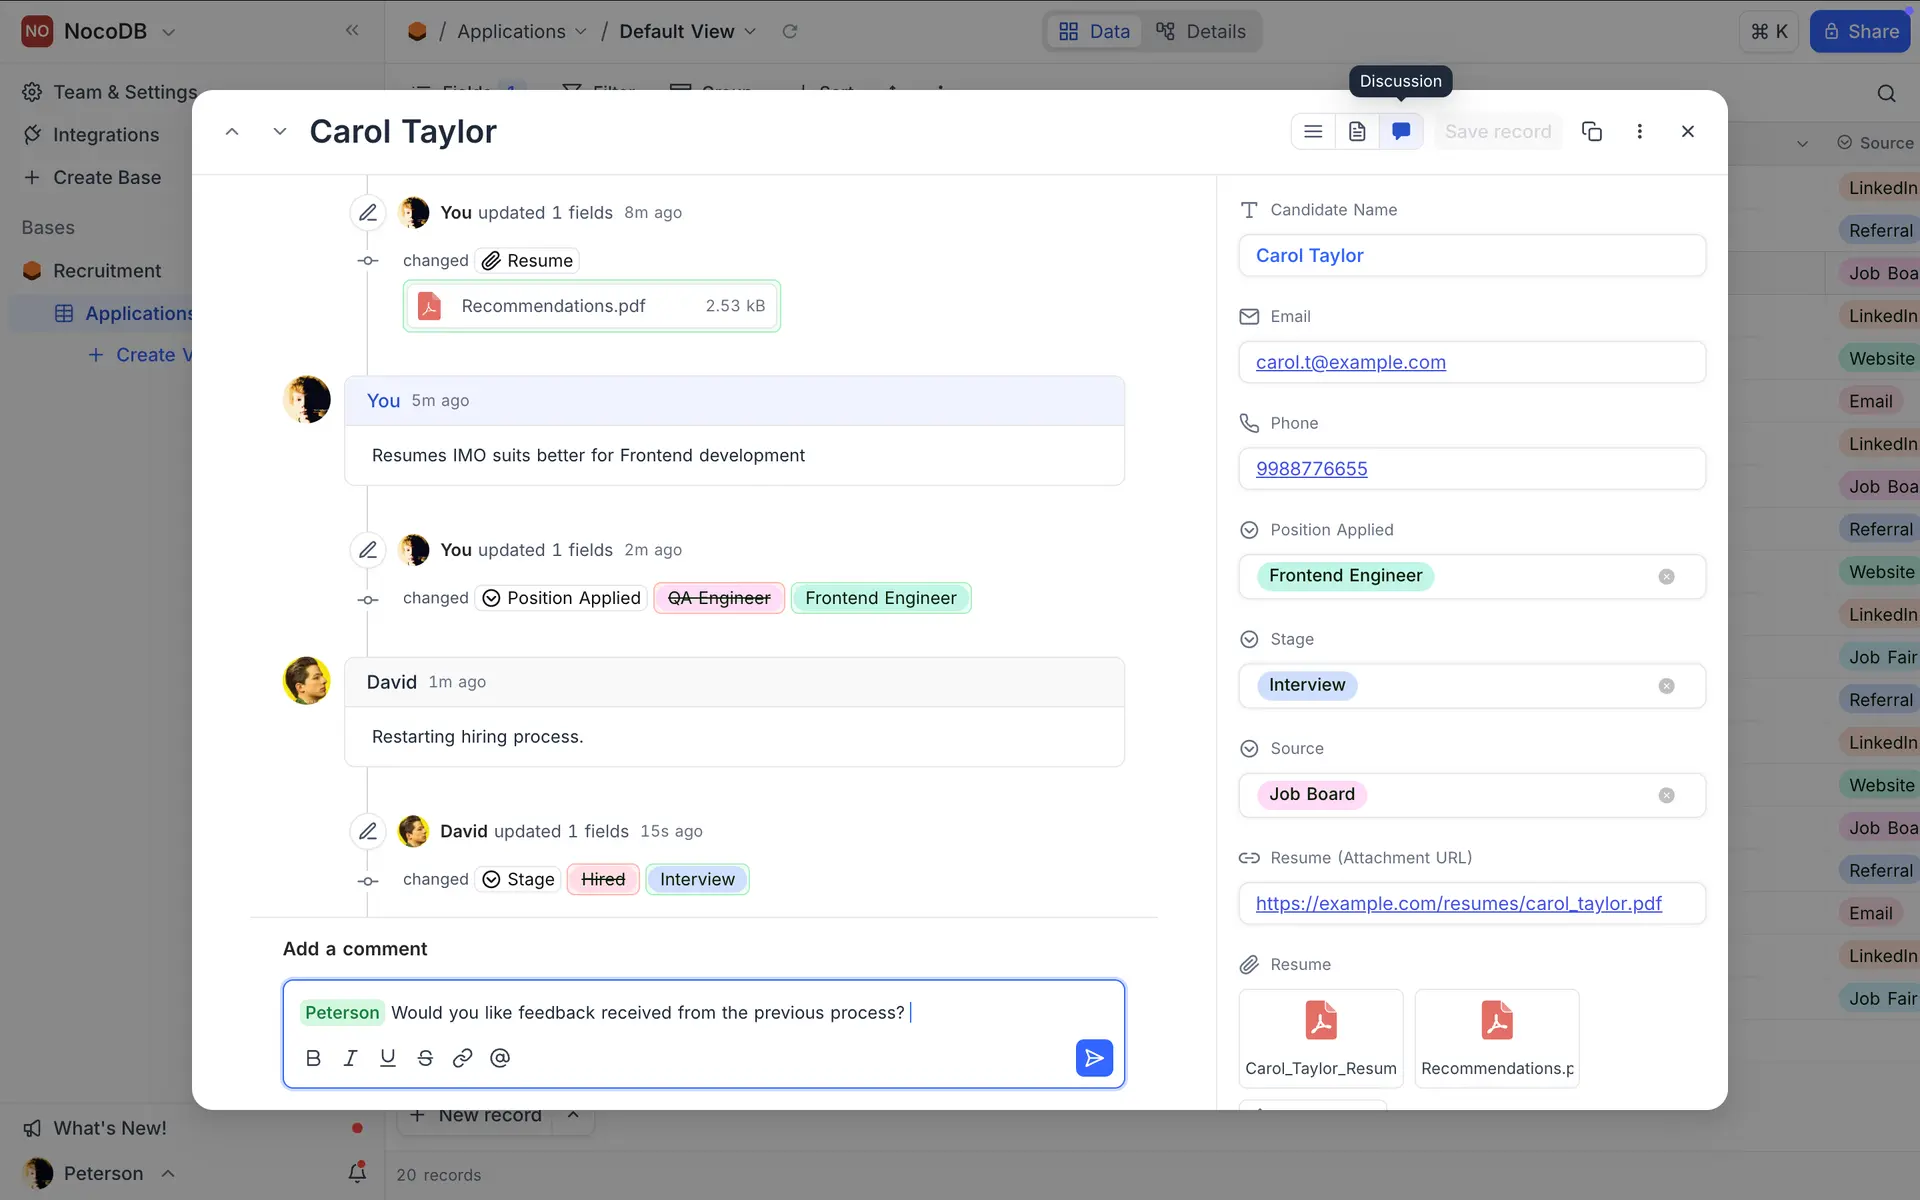 NO NocoDB
/ Applications / Default View
Data Details
⌘ K
Share
Discussion
Team & Settings
Integrations
Create Base
Bases
Recruitment
Applications
Create V
Fields 1 Filter Group Sort
Carol Taylor
Save record
You updated 1 fields 8m ago
changed Resume
Recommendations.pdf 2.53 kB
You 5m ago
Resumes IMO suits better for Frontend development
You updated 1 fields 2m ago
changed Position Applied QA Engineer Frontend Engineer
David 1m ago
Restarting hiring process.
David updated 1 fields 15s ago
changed Stage Hired Interview
Add a comment
Peterson Would you like feedback received from the previous process?
B I U S @
Candidate Name
Carol Taylor
Email
carol.t@example.com
Phone
9988776655
Position Applied
Frontend Engineer
Stage
Interview
Source
Job Board
Resume (Attachment URL)
https://example.com/resumes/carol_taylor.pdf
Resume
Carol_Taylor_Resum
Recommendations.p
Source
LinkedIn
Referral
Job Boa
LinkedIn
Website
Email
LinkedIn
Job Boa
Referral
Website
LinkedIn
Job Fair
Referral
LinkedIn
Website
Job Boa
Referral
Email
LinkedIn
Job Fair
New record
20 records
What's New!
Peterson